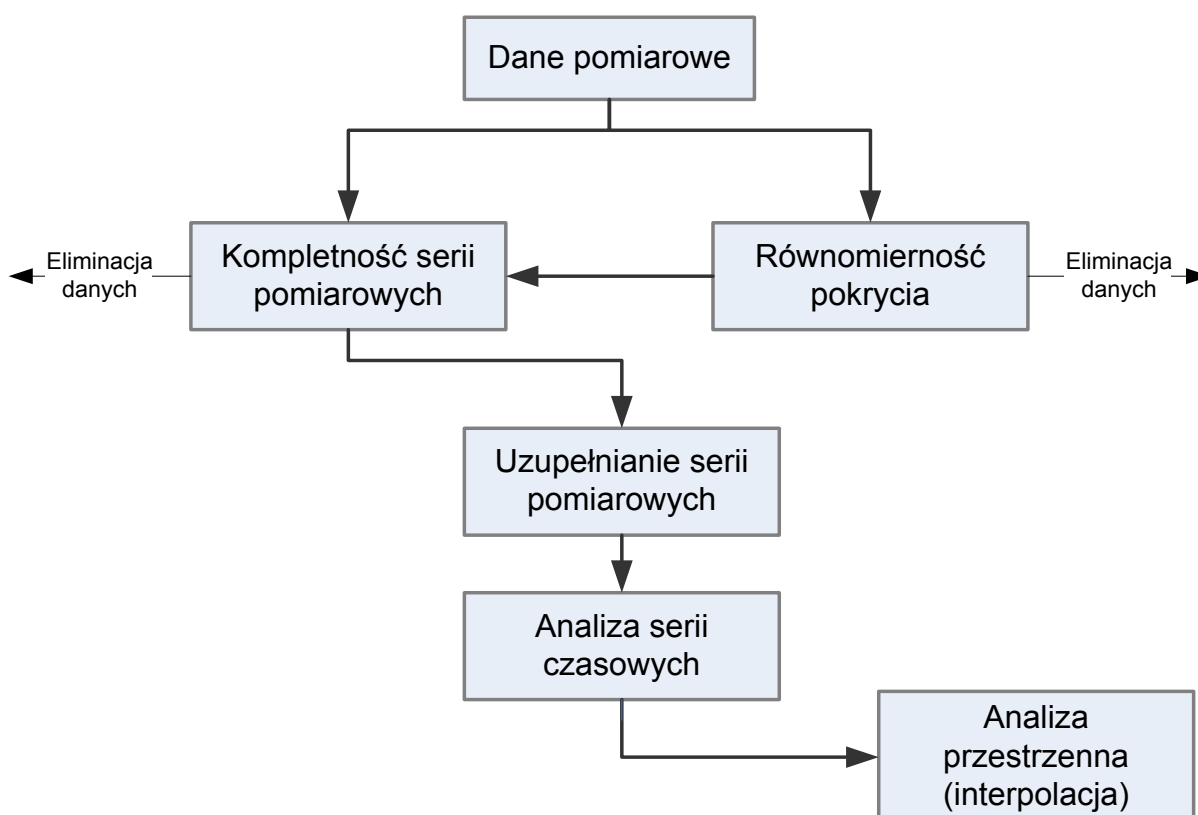 Dane pomiarowe
Kompletność serii
pomiarowych
Równomierność
pokrycia
Eliminacja
danych
Eliminacja
danych
Uzupełnianie serii
pomiarowych
Analiza serii
czasowych
Analiza
przestrzenna
(interpolacja)